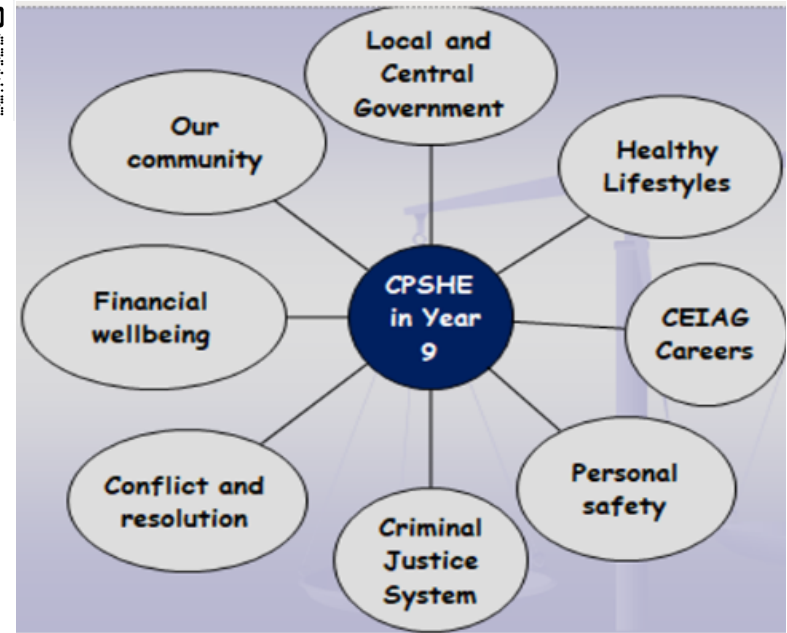 Local and
Central
Government
Healthy
Lifestyles
CEIAG
Careers
Personal
safety
Criminal
Justice
System
Conflict and
resolution
Financial
wellbeing
Our
community
CPSHE
in Year
9